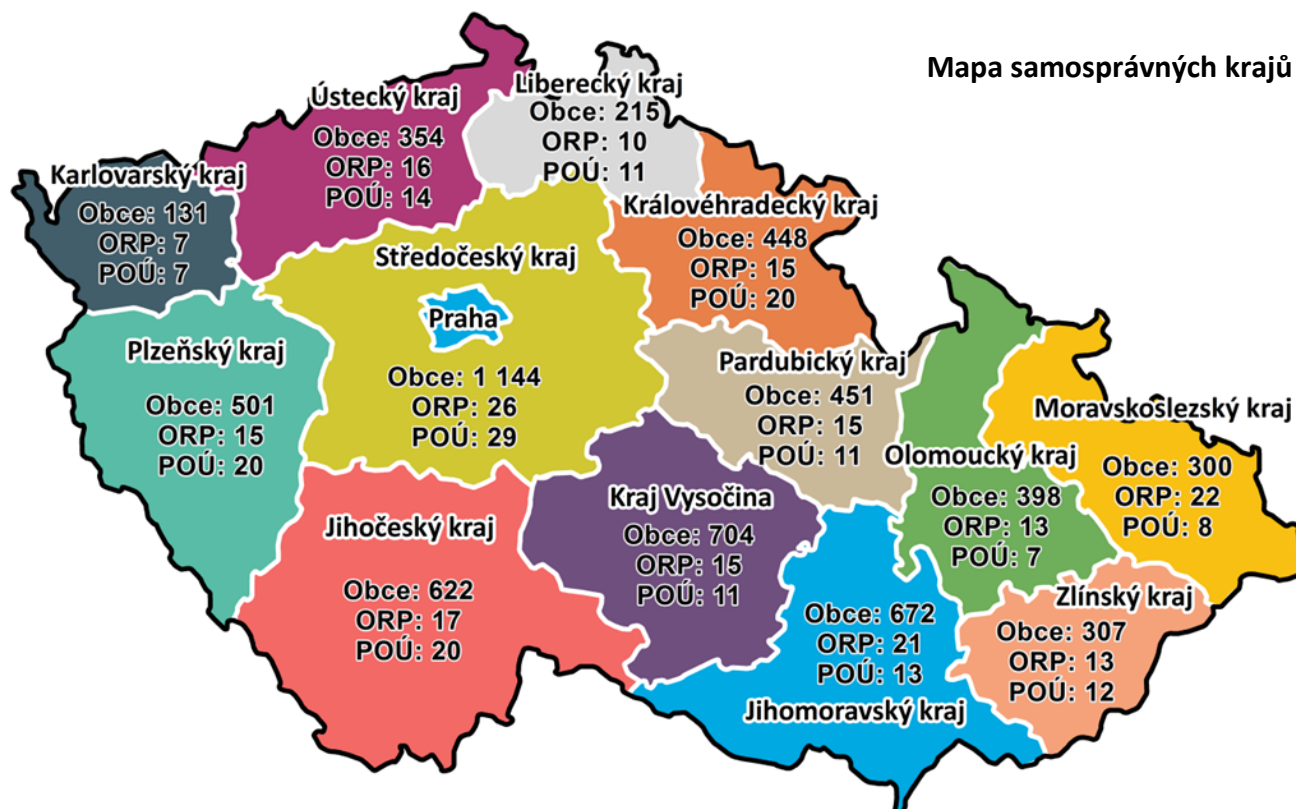 Mapa samosprávných krajů
Liberecký kraj
Obce: 215
ORP: 10
POÚ: 11
Ústecký kraj
Obce: 354
ORP: 16
POÚ: 14
Karlovarský kraj
Obce: 131
ORP: 7
POÚ: 7
Královéhradecký kraj
Obce: 448
ORP: 15
POÚ: 20
Středočeský kraj
Praha
Obce: 1 144
ORP: 26
POÚ: 29
Plzeňský kraj
Obce: 501
ORP: 15
POÚ: 20
Pardubický kraj
Obce: 451
ORP: 15
POÚ: 11
Moravskoslezský kraj
Obce: 300
ORP: 22
POÚ: 8
Olomoucký kraj
Obce: 398
ORP: 13
POÚ: 7
Kraj Vysočina
Obce: 704
ORP: 15
POÚ: 11
Jihočeský kraj
Obce: 622
ORP: 17
POÚ: 20
Zlínský kraj
Obce: 307
ORP: 13
POÚ: 12
Obce: 672
ORP: 21
POÚ: 13
Jihomoravský kraj